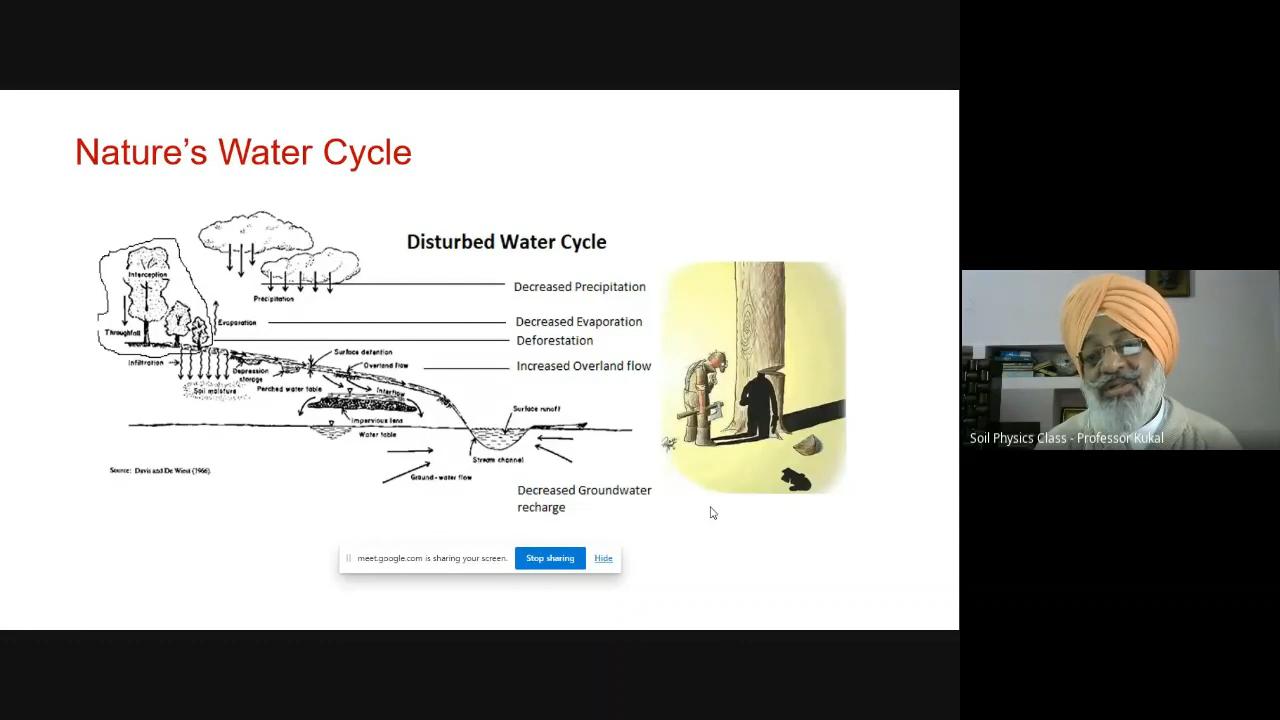 Nature's Water Cycle
Disturbed Water Cycle
Interception
Precipitation
Decreased Precipitation
Throughfall
Evaporation
Decreased Evaporation
Deforestation
Infiltration
Depression
storage
Soil moisture
Surface detention
Overland flow
Increased Overland flow
Perched water table
Interflow
Impervious lens
Water table
Surface runoff
Stream channel
Ground-water flow
Source: Davis and De Wiest (1966).
Decreased Groundwater
recharge
meet.google.com is sharing your screen.
Stop sharing
Hide
Soil Physics Class - Professor Kukal